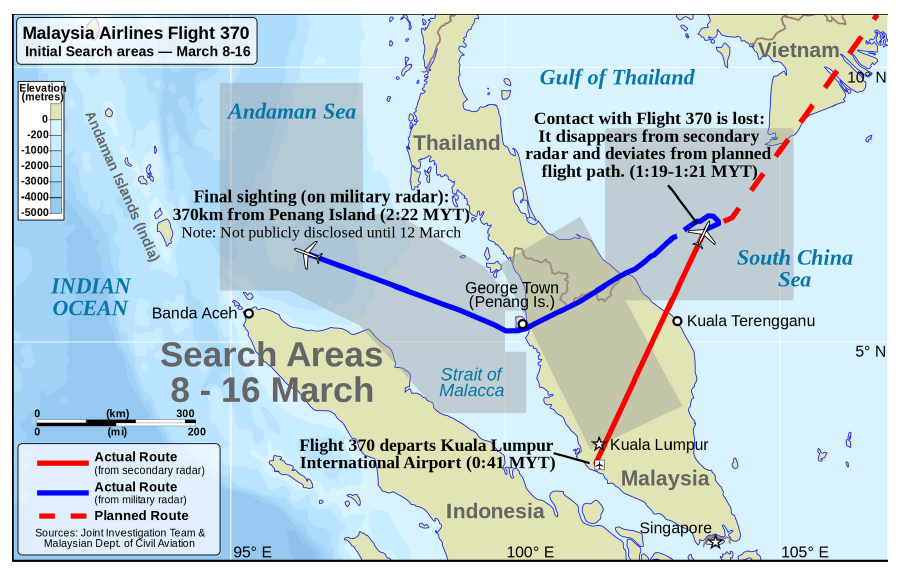 Malaysia Airlines Flight 370
Initial Search areas — March 8-16
Elevation
(metres)
0
-200
-1000
-2000
-3000
-4000
-5000
Andaman Islands (India)
Andaman Sea
Gulf of Thailand
Vietnam
10° N
Thailand
Contact with Flight 370 is lost:
It disappears from secondary
radar and deviates from planned
flight path. (1:19-1:21 MYT)
Final sighting (on military radar):
370km from Penang Island (2:22 MYT)
Note: Not publicly disclosed until 12 March
INDIAN
OCEAN
South China
Sea
George Town
(Penang Is.)
Banda Aceh
Kuala Terengganu
5° N
Search Areas
8 - 16 March
Strait of
Malacca
0 (km) 300
0 (mi) 200
Flight 370 departs Kuala Lumpur
International Airport (0:41 MYT)
Kuala Lumpur
Malaysia
Indonesia
Singapore
Actual Route
(from secondary radar)
Actual Route
(from military radar)
Planned Route
Sources: Joint Investigation Team &
Malaysian Dept. of Civil Aviation
95° E
100° E
105° E